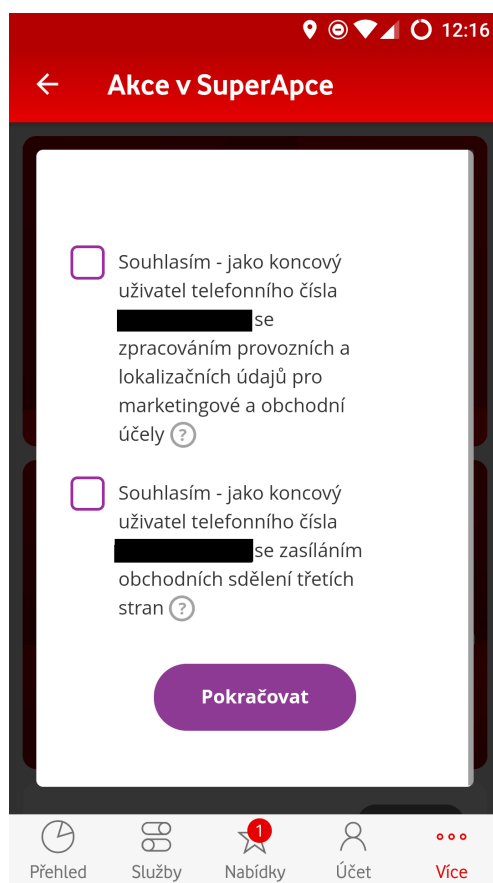 12:16
Akce v SuperApce
Souhlasím - jako koncový
uživatel telefonního čísla
se
zpracováním provozních a
lokalizačních údajů pro
marketingové a obchodní
účely ?
Souhlasím - jako koncový
uživatel telefonního čísla
se zasíláním
obchodních sdělení třetích
stran ?
Pokračovat
1
Přehled Služby Nabídky Účet Více